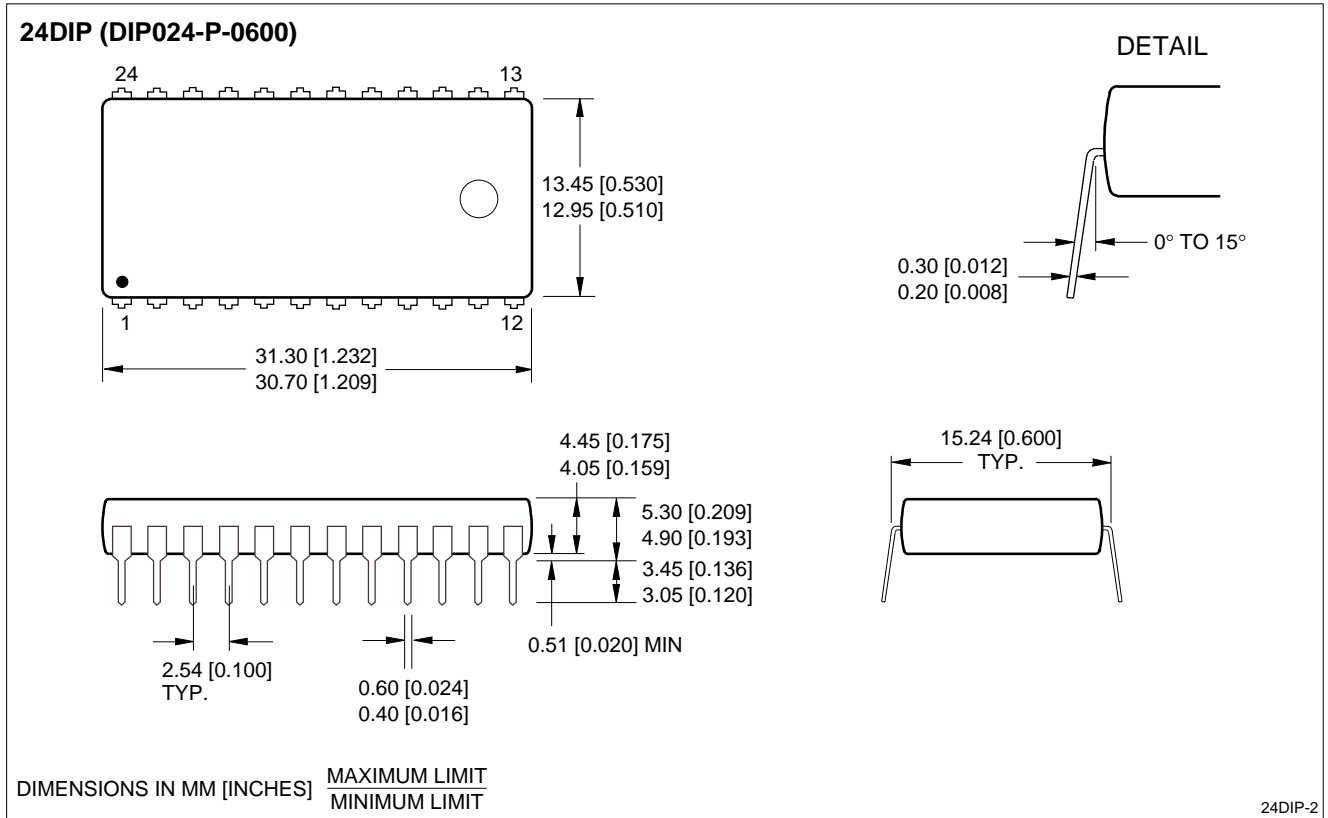 24DIP (DIP024-P-0600)
DETAIL
24
13
13.45 [0.530]
12.95 [0.510]
0° TO 15°
0.30 [0.012]
0.20 [0.008]
1
12
31.30 [1.232]
30.70 [1.209]
4.45 [0.175]
4.05 [0.159]
15.24 [0.600]
TYP.
5.30 [0.209]
4.90 [0.193]
3.45 [0.136]
3.05 [0.120]
0.51 [0.020] MIN
2.54 [0.100]
TYP.
0.60 [0.024]
0.40 [0.016]
DIMENSIONS IN MM [INCHES]
MAXIMUM LIMIT
MINIMUM LIMIT
24DIP-2